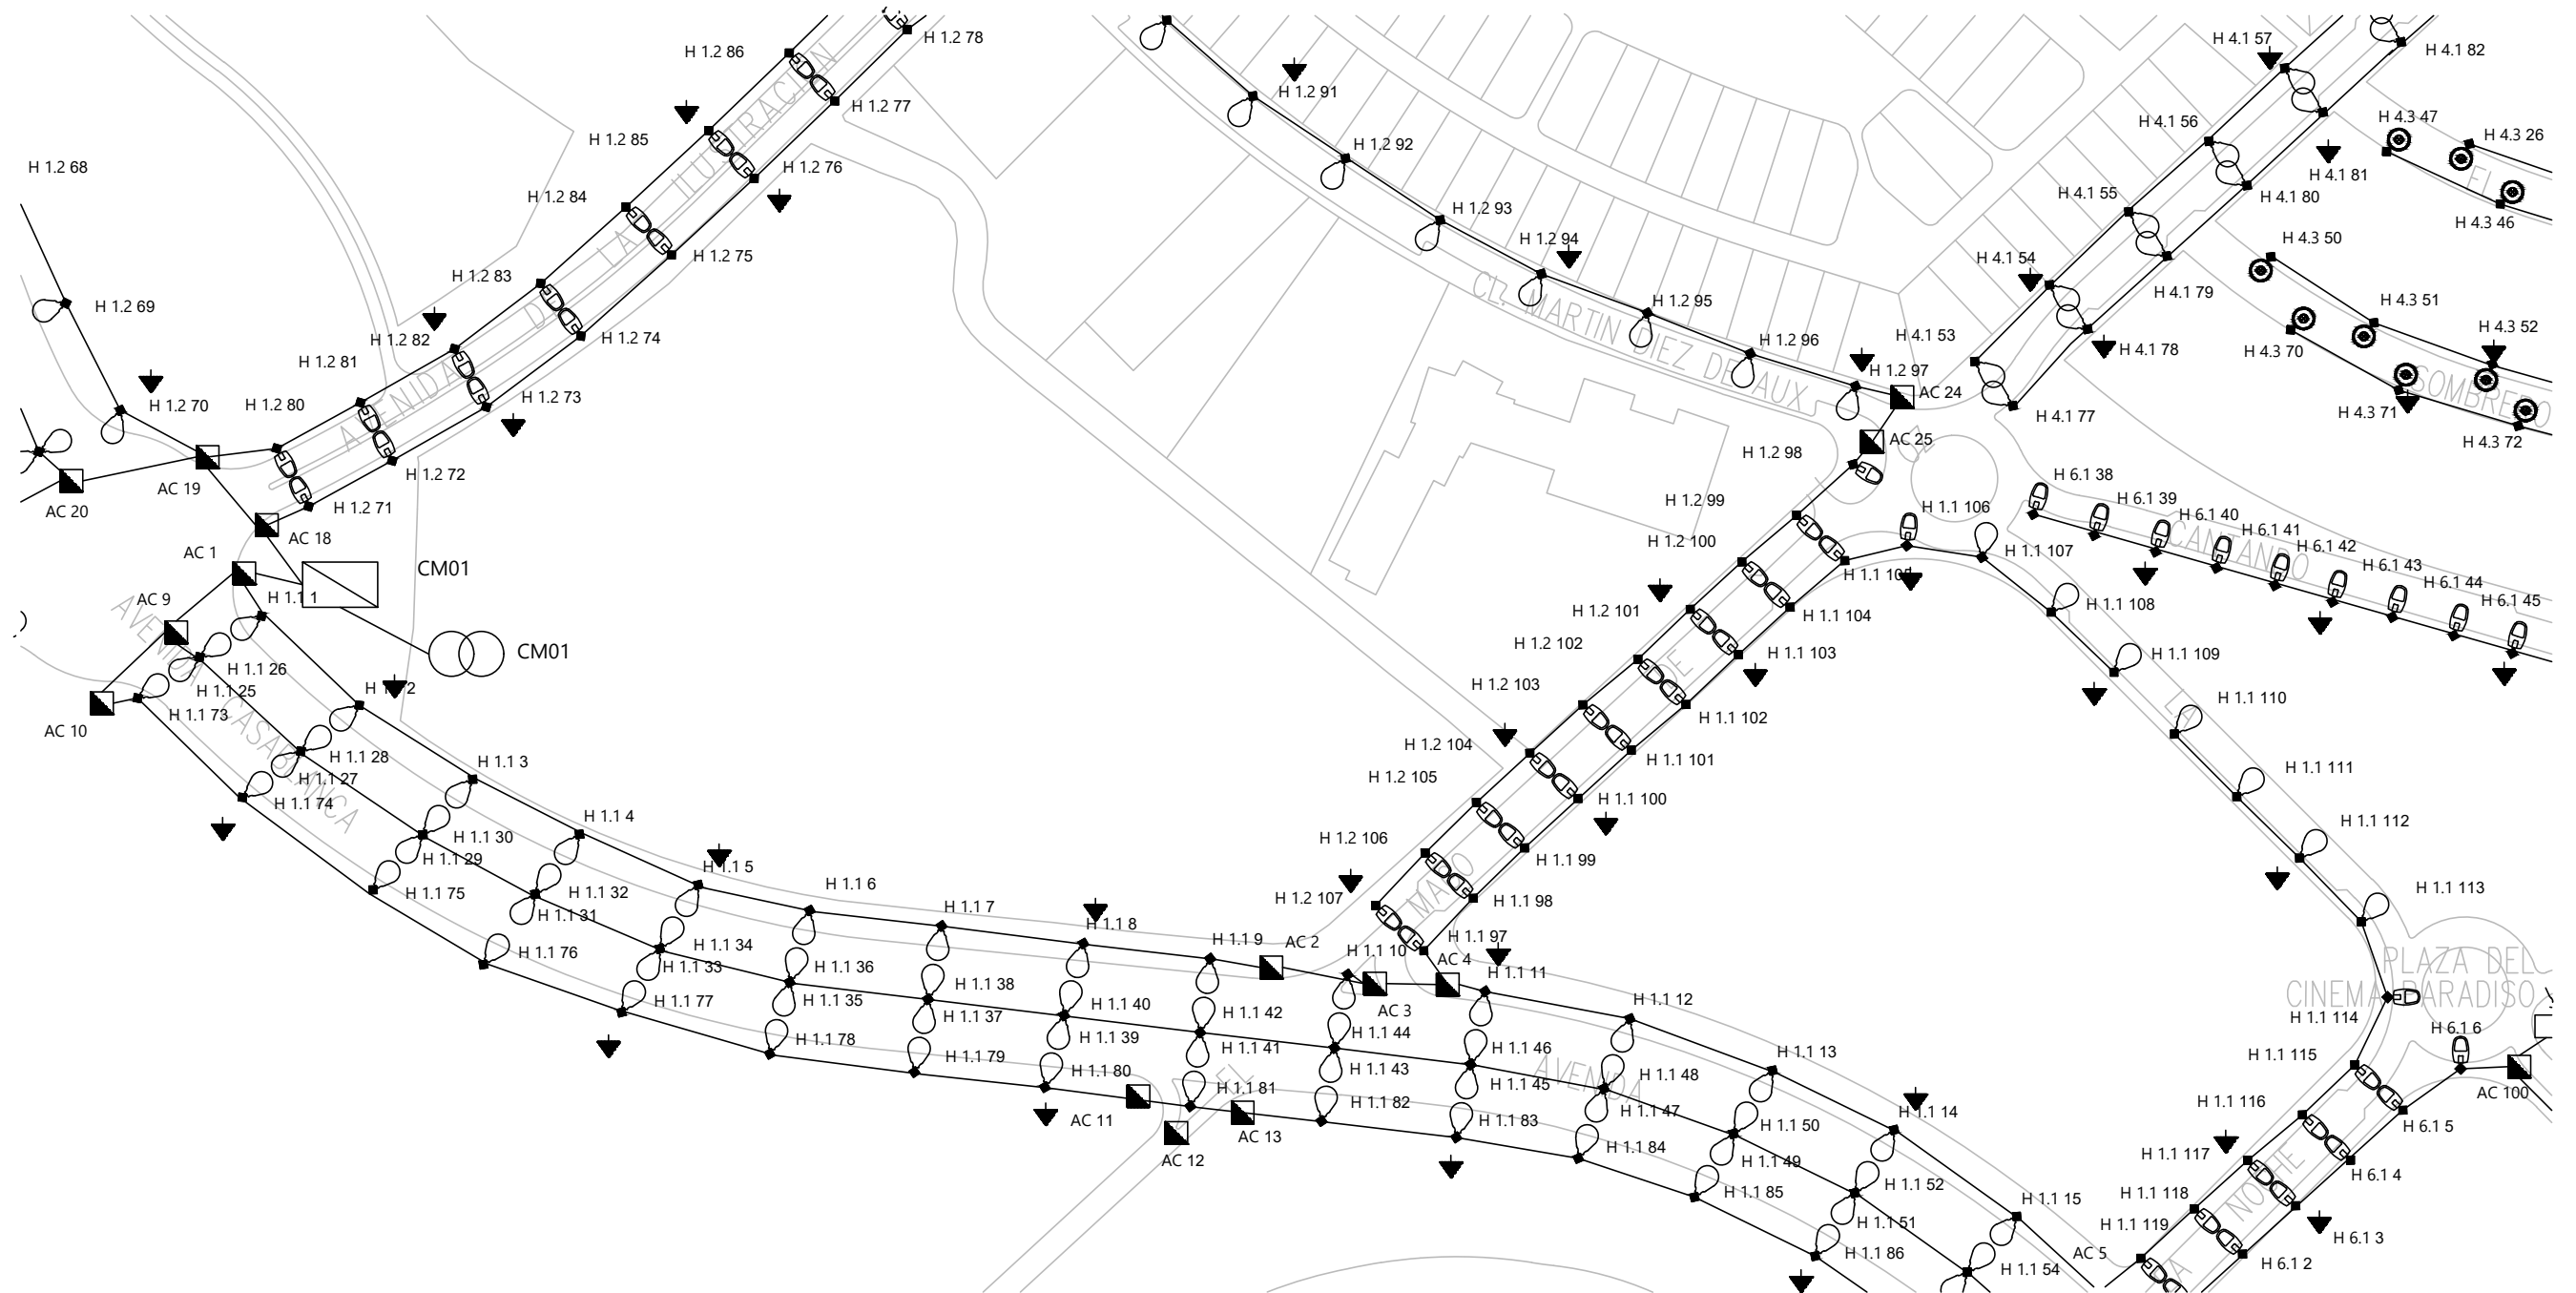 H 1.2 86
H 1.2 78
H 4.1 57
H 4.1 82
H 1.2 91
H 1.2 77
H 4.3 47
H 4.3 26
H 1.2 85
H 1.2 92
H 4.1 56
H 1.2 68
H 1.2 76
H 4.1 81
H 1.2 84
H 1.2 93
H 4.1 55
H 4.1 80
H 4.3 46
EL
H 1.2 75
H 1.2 94
H 4.1 54
H 4.3 50
H 1.2 83
H 1.2 69
H 1.2 95
H 4.1 79
H 4.3 51
AVENIDA DE LA ILUSTRACION
CL. MARTIN DIEZ DE AUX
H 1.2 82
H 1.2 74
H 1.2 96
H 4.1 53
H 4.1 78
H 4.3 70
H 4.3 52
H 1.2 81
H 1.2 97
SOMBRERO
H 1.2 70
H 1.2 80
H 1.2 73
AC 24
H 4.1 77
H 4.3 71
H 4.3 72
AC 25
H 1.2 98
H 1.2 72
AC 19
H 6.1 38
AC 20
H 1.2 71
H 1.2 99
H 1.1 106
H 6.1 39
H 6.1 40
H 6.1 41
H 6.1 42
H 6.1 43
H 6.1 44
H 6.1 45
CANTANDO
AC 18
AC 1
H 1.2 100
H 1.1 107
CM01
H 1.1 1
AC 9
H 1.2 101
H 1.1 104
H 1.1 108
CM01
H 1.2 102
H 1.1 103
H 1.1 109
H 1.1 26
H 1.1 25
AVENIDA
CASABLANCA
DE
LA
H 1.2 103
H 1.1 102
H 1.1 110
H 1.1 73
AC 10
H 1.2 104
H 1.1 101
H 1.1 28
H 1.1 3
H 1.1 27
H 1.2 105
H 1.1 111
H 1.1 74
H 1.1 100
H 1.1 4
H 1.1 112
H 1.1 30
H 1.2 106
H 1.1 29
H 1.1 5
H 1.1 99
MAGO
H 1.1 6
H 1.1 113
H 1.1 75
H 1.1 32
H 1.2 107
H 1.1 98
H 1.1 31
H 1.1 7
H 1.1 8
H 1.1 9
AC 2
H 1.1 97
H 1.1 34
H 1.1 76
H 1.1 10
AC 4
H 1.1 33
H 1.1 36
H 1.1 11
PLAZA DEL
CINEMA PARADISO
H 1.1 77
H 1.1 35
H 1.1 38
H 1.1 12
AC 3
H 1.1 40
H 1.1 37
H 1.1 42
H 1.1 114
H 6.1 6
H 1.1 78
H 1.1 39
H 1.1 41
H 1.1 44
H 1.1 46
H 1.1 13
H 1.1 79
H 1.1 43
H 1.1 115
H 1.1 80
H 1.1 45
H 1.1 48
AVENIDA
EL
H 1.1 81
AC 100
H 1.1 82
H 1.1 47
H 1.1 14
H 1.1 116
AC 11
H 1.1 83
H 1.1 50
AC 13
H 6.1 5
H 1.1 84
H 1.1 49
H 1.1 117
AC 12
H 6.1 4
H 1.1 85
H 1.1 52
H 1.1 15
H 1.1 118
NOCHE
H 1.1 51
H 1.1 119
H 6.1 3
H 1.1 86
AC 5
H 1.1 54
H 6.1 2